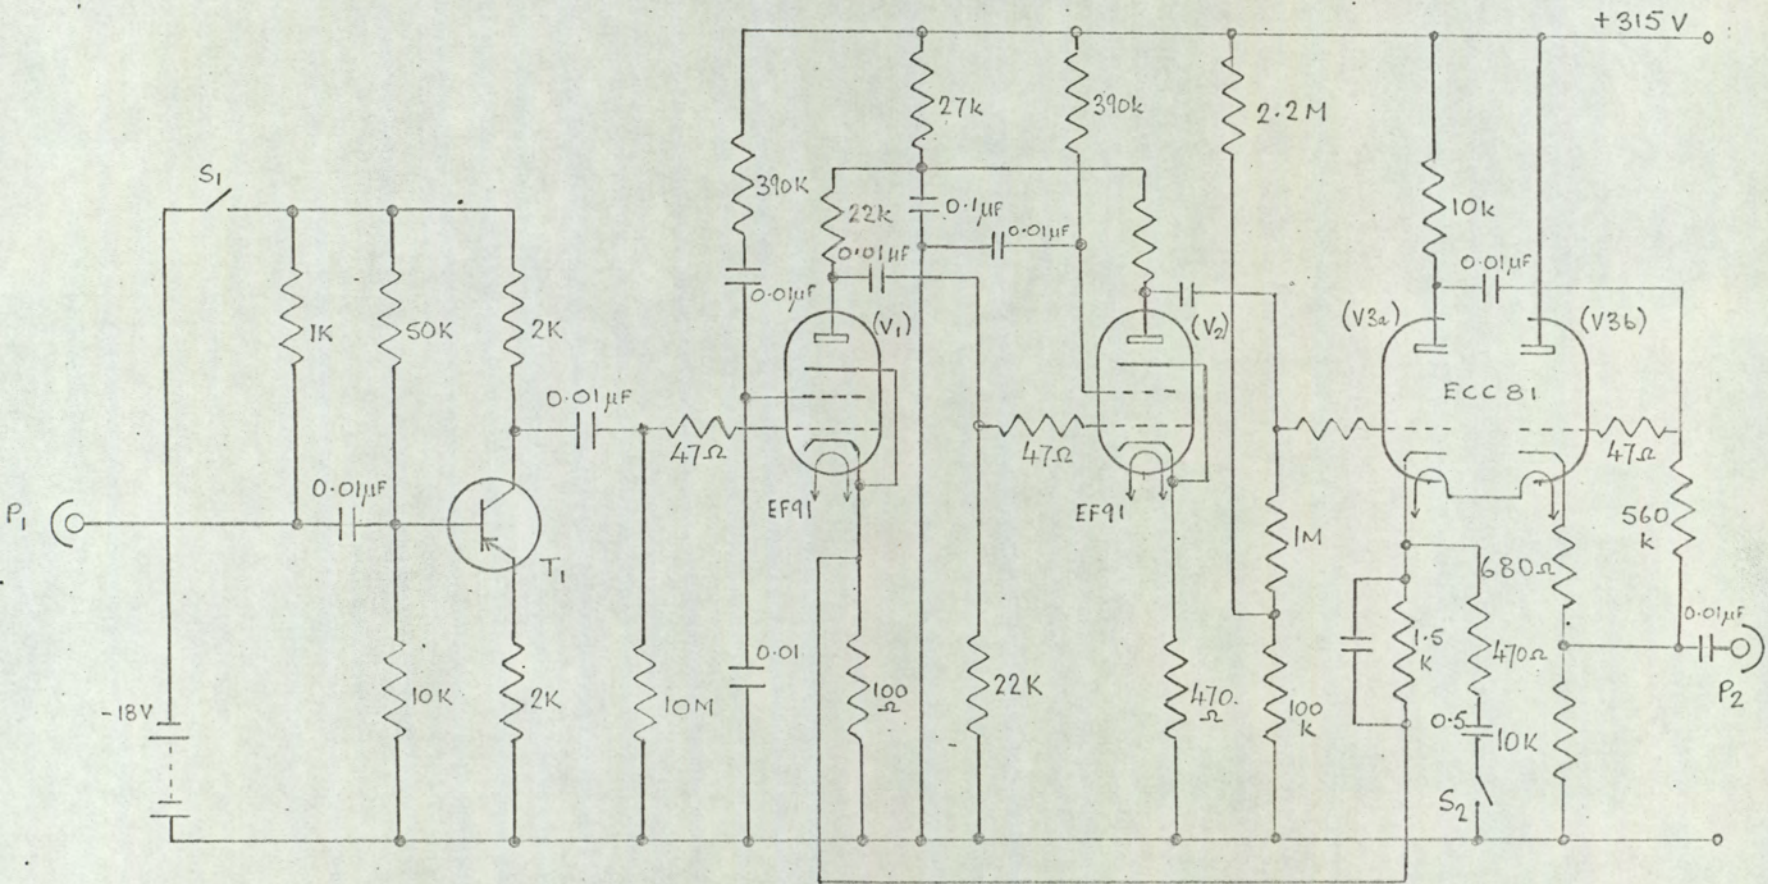 +315V
27k
390k
2.2M
S1
390K
22k
0.1µF
0.01µF
0.01µF
10k
0.01µF
0.01µF
(V1)
(V2)
(V3a)
(V3b)
1K
50K
2K
ECC 81
0.01µF
47Ω
47Ω
47Ω
0.01µF
P1
EF91
EF91
560
k
T1
1M
680Ω
0.01µF
0.01
1.5
K
470Ω
P2
-18V
10K
2K
10M
100
Ω
22K
470.
Ω
100
k
0.5
10K
S2